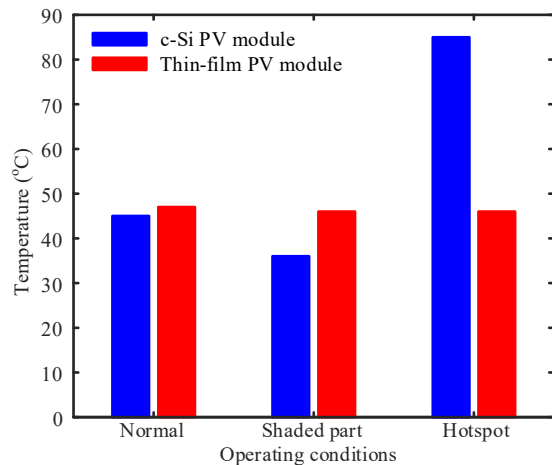 90
80
70
60
50
40
30
20
10
0
Temperature (°C)
c-Si PV module
Thin-film PV module
Normal
Shaded part
Hotspot
Operating conditions